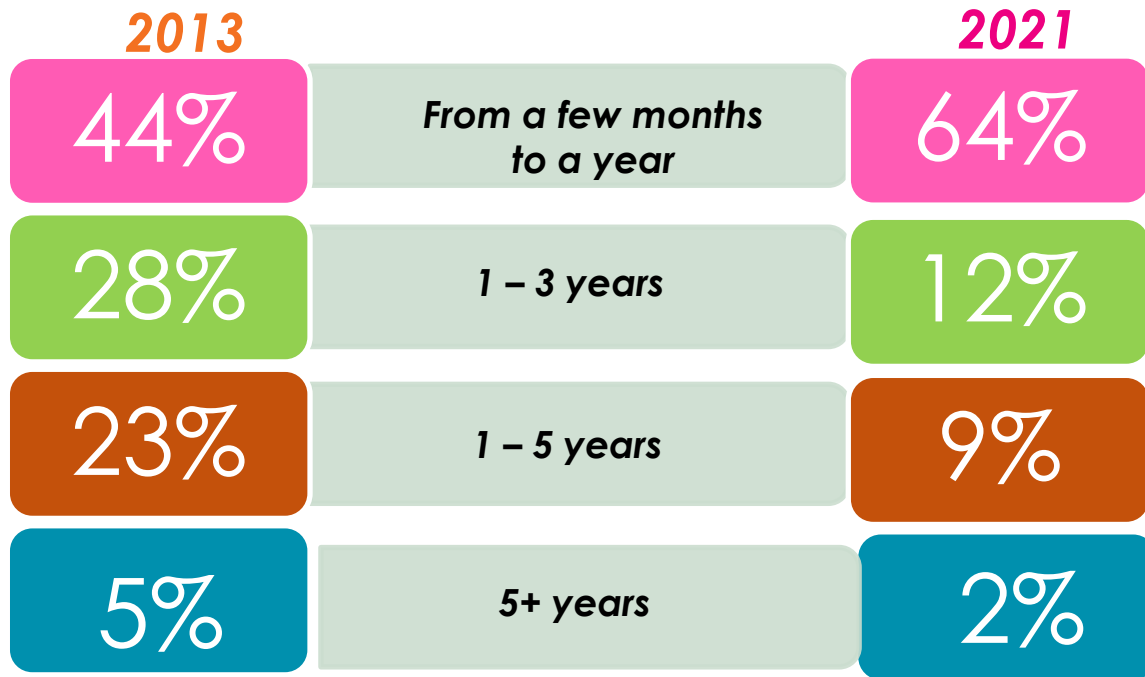 2013 2021
44% From a few months 64%
to a year
28% 1 – 3 years 12%
23% 1 – 5 years 9%
5% 5+ years 2%